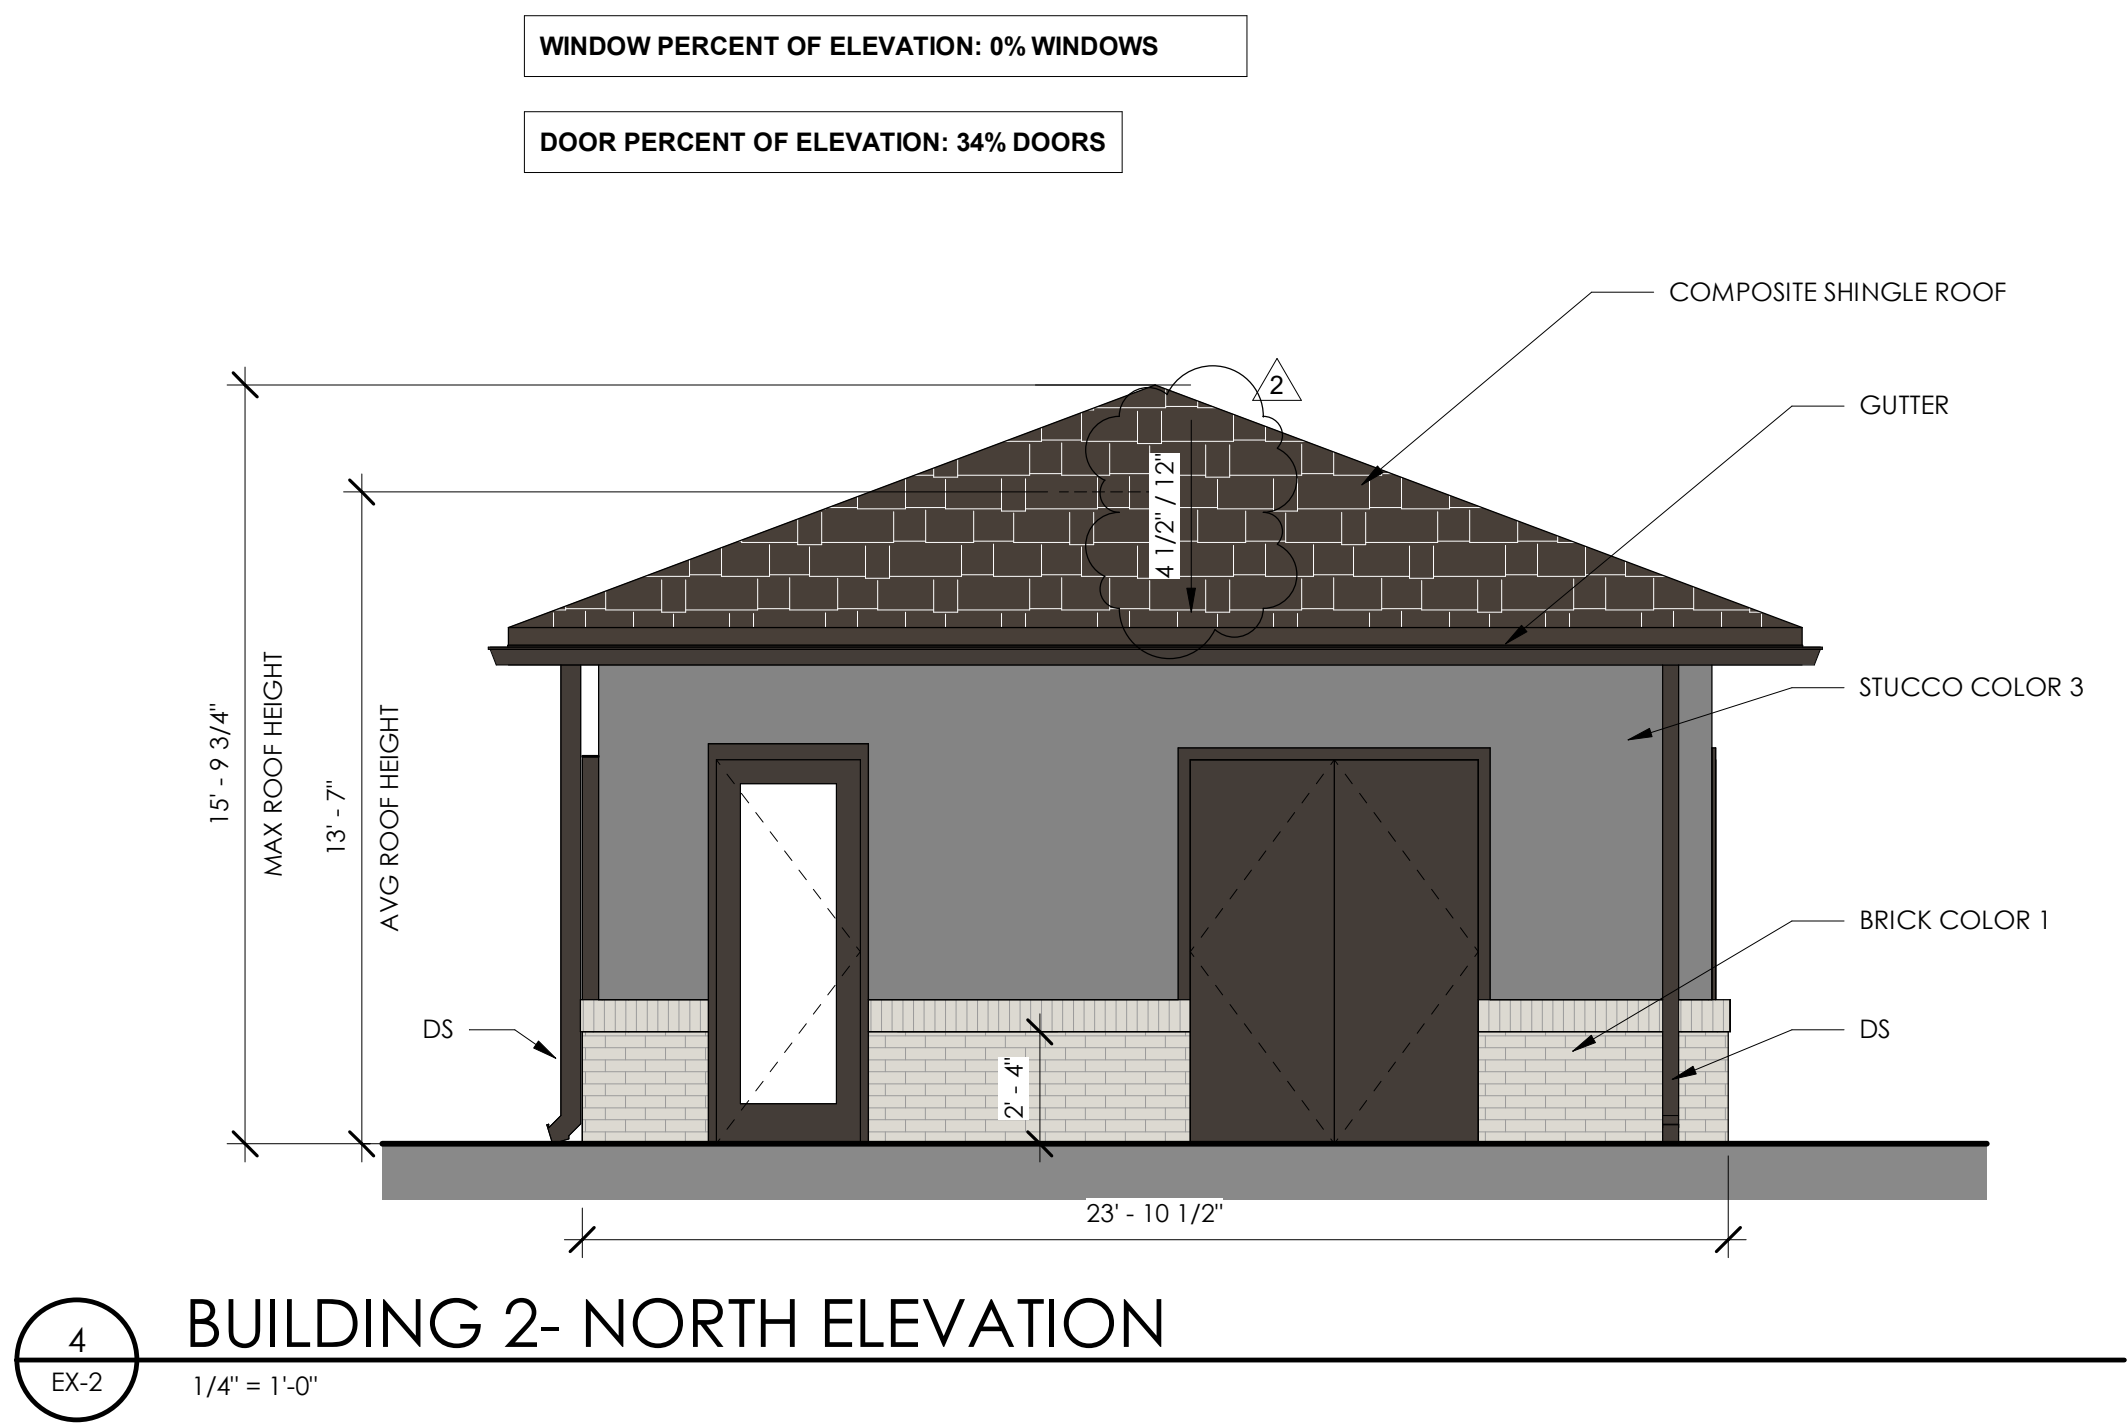 WINDOW PERCENT OF ELEVATION: 0% WINDOWS
DOOR PERCENT OF ELEVATION: 34% DOORS
COMPOSITE SHINGLE ROOF
2
GUTTER
4 1/2" / 12"
STUCCO COLOR 3
15' - 9 3/4"
MAX ROOF HEIGHT
13' - 7"
AVG ROOF HEIGHT
BRICK COLOR 1
DS
DS
2' - 4"
23' - 10 1/2"
4
EX-2
BUILDING 2- NORTH ELEVATION
1/4" = 1'-0"